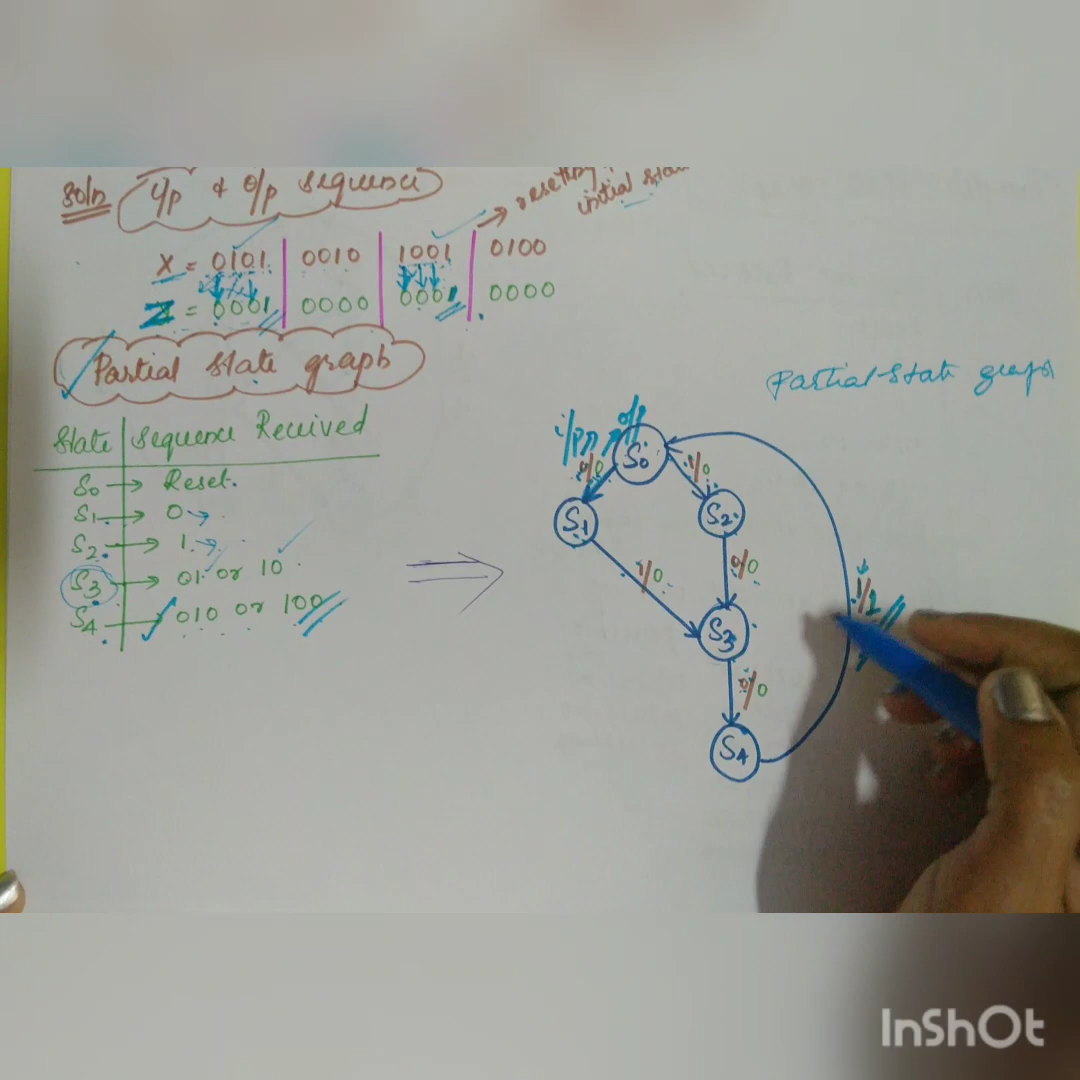 Soln i/p & o/p sequence
initial state
X = 0101 | 0010 | 1001 | 0100
Z = 0001 | 0000 | 0001 | 0000
Partial state graph
Partial state graph
State | Sequence Received
S0 → Reset.
S1 → 0
S2 → 1
S3 → 01 or 10
S4 → 010 or 100
i/p o/p
S0
0/0
1/0
S1
S2
1/0
0/0
S3
1/1
0/0
S4
InShOt